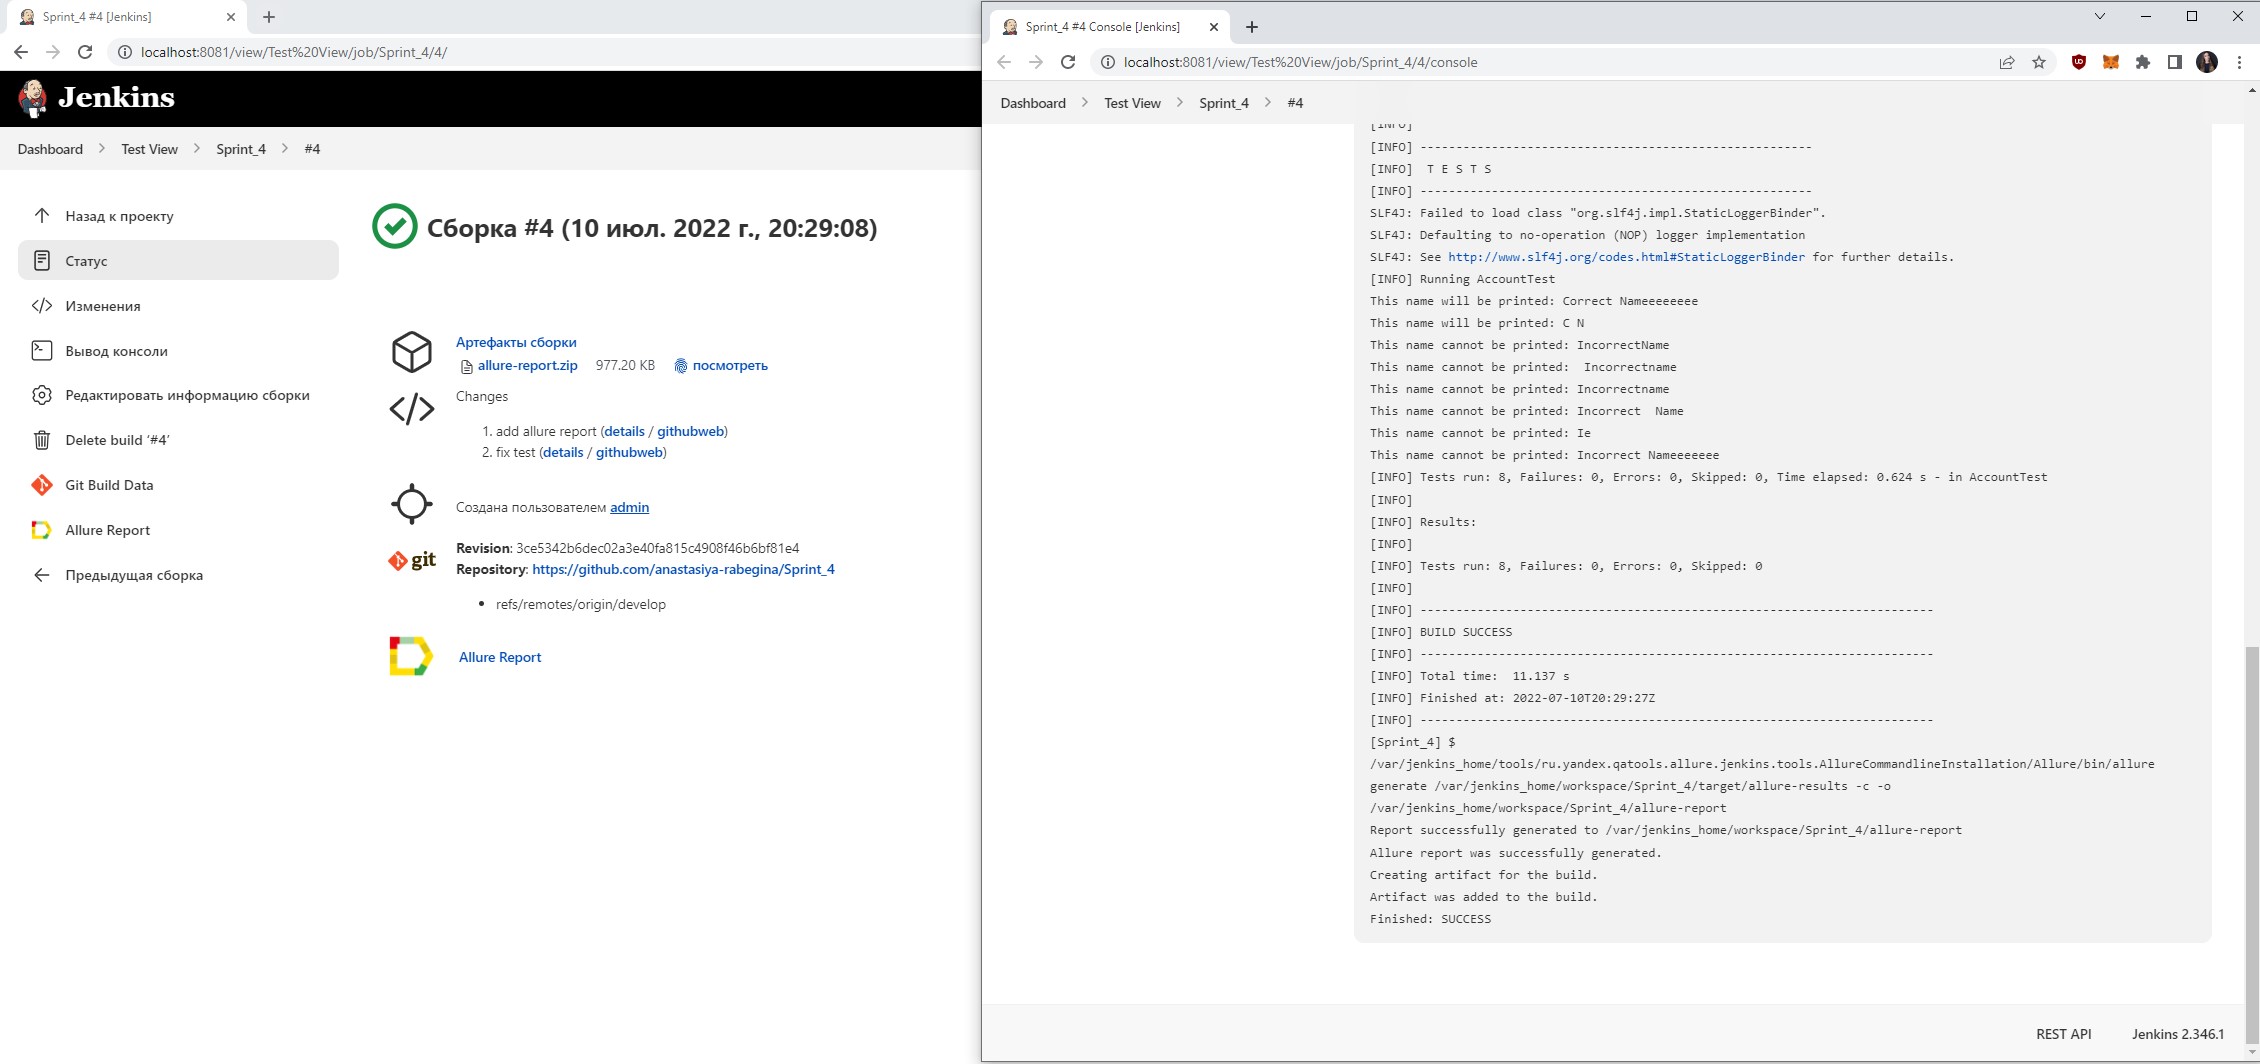 Sprint_4 #4 [Jenkins]
localhost:8081/view/Test%20View/job/Sprint_4/4/
Jenkins
Dashboard Test View Sprint_4 #4
Назад к проекту
Статус
Изменения
Вывод консоли
Редактировать информацию сборки
Delete build ‘#4’
Git Build Data
Allure Report
Предыдущая сборка
Сборка #4 (10 июл. 2022 г., 20:29:08)
Артефакты сборки
allure-report.zip 977.20 KB посмотреть
Changes
1. add allure report (details / githubweb)
2. fix test (details / githubweb)
Создана пользователем admin
git
Revision: 3ce5342b6dec02a3e40fa815c4908f46b6bf81e4
Repository: https://github.com/anastasiya-rabegina/Sprint_4
• refs/remotes/origin/develop
Allure Report
Sprint_4 #4 Console [Jenkins]
localhost:8081/view/Test%20View/job/Sprint_4/4/console
Dashboard Test View Sprint_4 #4
[INFO]
[INFO] -------------------------------------------------------
[INFO]  T E S T S
[INFO] -------------------------------------------------------
SLF4J: Failed to load class "org.slf4j.impl.StaticLoggerBinder".
SLF4J: Defaulting to no-operation (NOP) logger implementation
SLF4J: See http://www.slf4j.org/codes.html#StaticLoggerBinder for further details.
[INFO] Running AccountTest
This name will be printed: Correct Nameeeeeeee
This name will be printed: C N
This name cannot be printed: IncorrectName
This name cannot be printed:  Incorrectname
This name cannot be printed: Incorrectname
This name cannot be printed: Incorrect  Name
This name cannot be printed: Ie
This name cannot be printed: Incorrect Nameeeeeee
[INFO] Tests run: 8, Failures: 0, Errors: 0, Skipped: 0, Time elapsed: 0.624 s - in AccountTest
[INFO]
[INFO] Results:
[INFO]
[INFO] Tests run: 8, Failures: 0, Errors: 0, Skipped: 0
[INFO]
[INFO] ------------------------------------------------------------------------
[INFO] BUILD SUCCESS
[INFO] ------------------------------------------------------------------------
[INFO] Total time:  11.137 s
[INFO] Finished at: 2022-07-10T20:29:27Z
[INFO] ------------------------------------------------------------------------
[Sprint_4] $
/var/jenkins_home/tools/ru.yandex.qatools.allure.jenkins.tools.AllureCommandlineInstallation/Allure/bin/allure
generate /var/jenkins_home/workspace/Sprint_4/target/allure-results -c -o
/var/jenkins_home/workspace/Sprint_4/allure-report
Report successfully generated to /var/jenkins_home/workspace/Sprint_4/allure-report
Allure report was successfully generated.
Creating artifact for the build.
Artifact was added to the build.
Finished: SUCCESS
REST API Jenkins 2.346.1